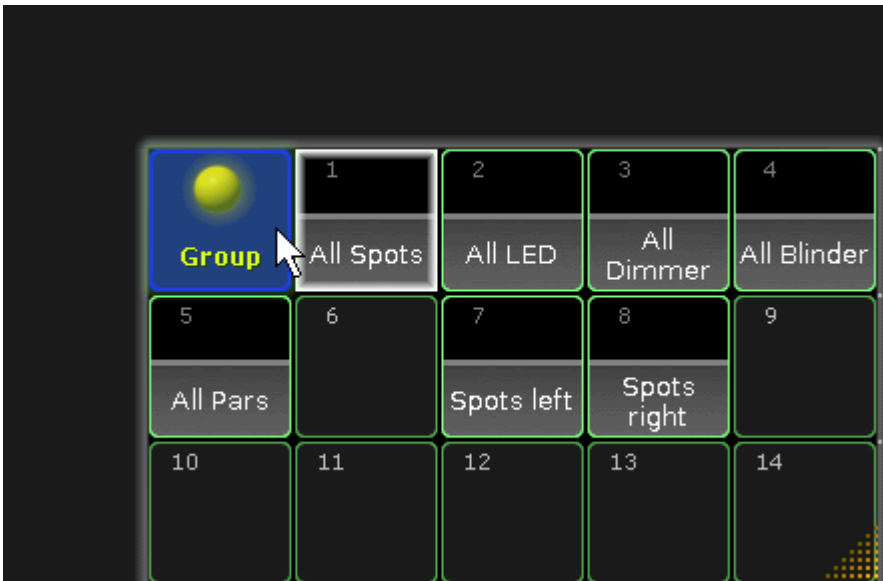 1
2
3
4
Group
All Spots
All LED
All
Dimmer
All Blinder
5
6
7
8
9
All Pars
Spots left
Spots
right
10
11
12
13
14